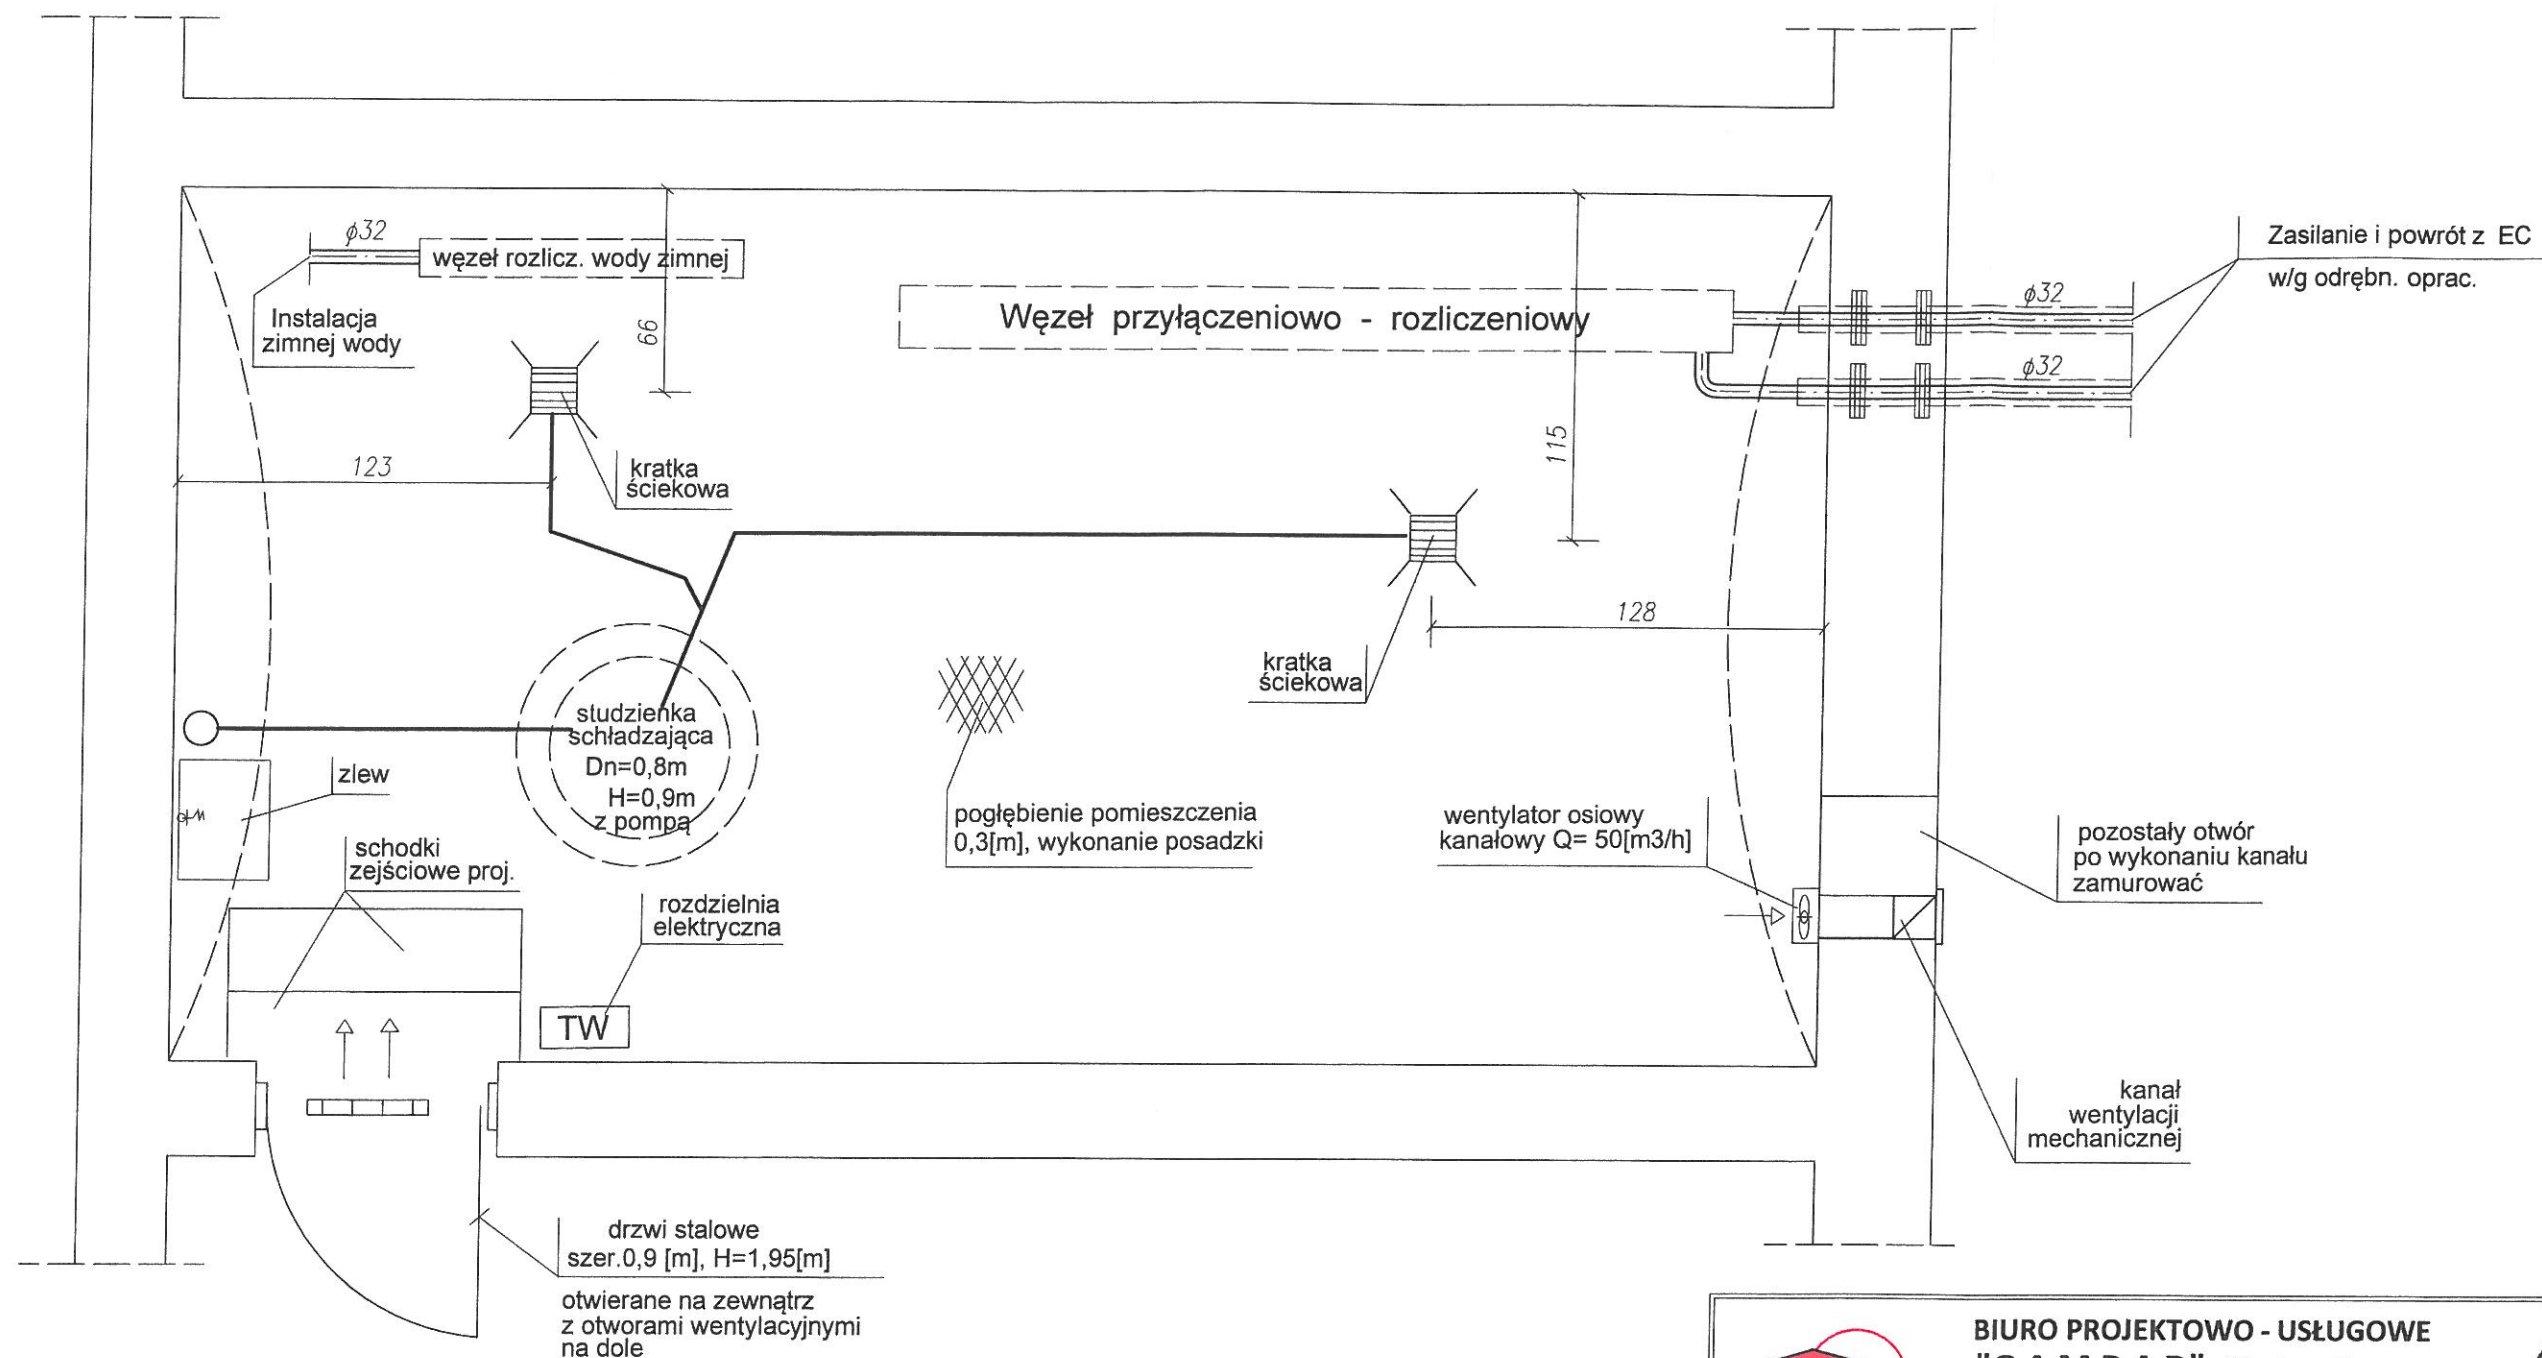 ϕ32
węzeł rozlicz. wody zimnej
Instalacja
zimnej wody
66
Węzeł przyłączeniowo - rozliczeniowy
Zasilanie i powrót z EC
w/g odrębn. oprac.
ϕ32
ϕ32
115
123
kratka
ściekowa
128
kratka
ściekowa
studzienka
schładzająca
Dn=0,8m
H=0,9m
z pompą
zlew
schodki
zejściowe proj.
pogłębienie pomieszczenia
0,3[m], wykonanie posadzki
wentylator osiowy
kanałowy Q= 50[m3/h]
pozostały otwór
po wykonaniu kanału
zamurować
rozdzielnia
elektryczna
TW
kanał
wentylacji
mechanicznej
drzwi stalowe
szer.0,9 [m], H=1,95[m]
otwierane na zewnątrz
z otworami wentylacyjnymi
na dole
BIURO PROJEKTOWO - USŁUGOWE